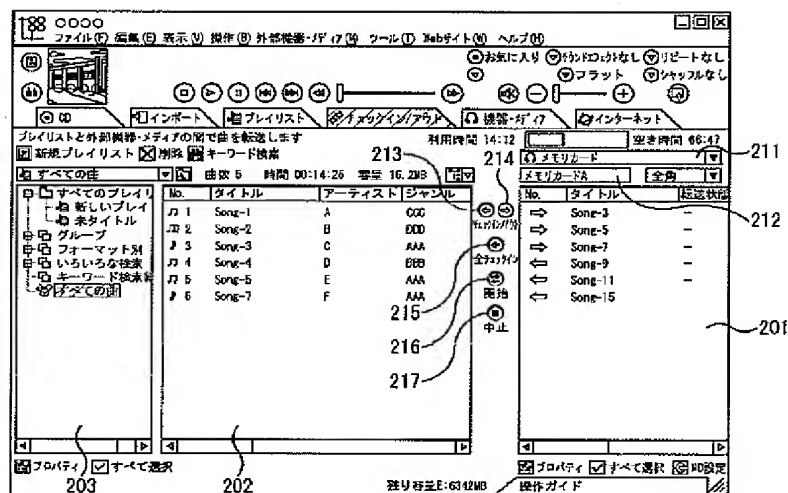 188 ○○○○
ファイル(F) 編集(E) 表示(V) 操作(B) 外部機器・メディア(M) ツール(T) Webサイト(W) ヘルプ(H)
お気に入り サウンドエフェクトなし リピートなし
フラット シャッフルなし
CD インポート プレイリスト チェックイン/アウト 機器・メディア インターネット
プレイリストと外部機器・メディアの間で曲を転送します
利用時間 14:12 空き時間 66:47
新規プレイリスト 削除 キーワード検索
213 214 メモリカード 211
すべての曲 曲数 6 時間 00:14:26 容量 16.2MB
メモリカードA 全角 212
すべてのプレイリ
新しいプレイ
未タイトル
グループ
フォーマット別
いろいろな検索
キーワード検索
すべての曲
No. タイトル アーティスト ジャンル
1 Song-1 A CCC
2 Song-2 B DDD
3 Song-3 C AAA
4 Song-4 D BBB
5 Song-5 E AAA
6 Song-7 F AAA
チェックイン/アウト
215 全チェックイン
216 開始
217 中止
No. タイトル 転送状態
Song-3 −
Song-5 −
Song-7 −
Song-9 −
Song-11 −
Song-15
201
プロパティ すべて選択
203 202
残り容量E:6342MB
プロパティ すべて選択 MD設定
操作ガイド